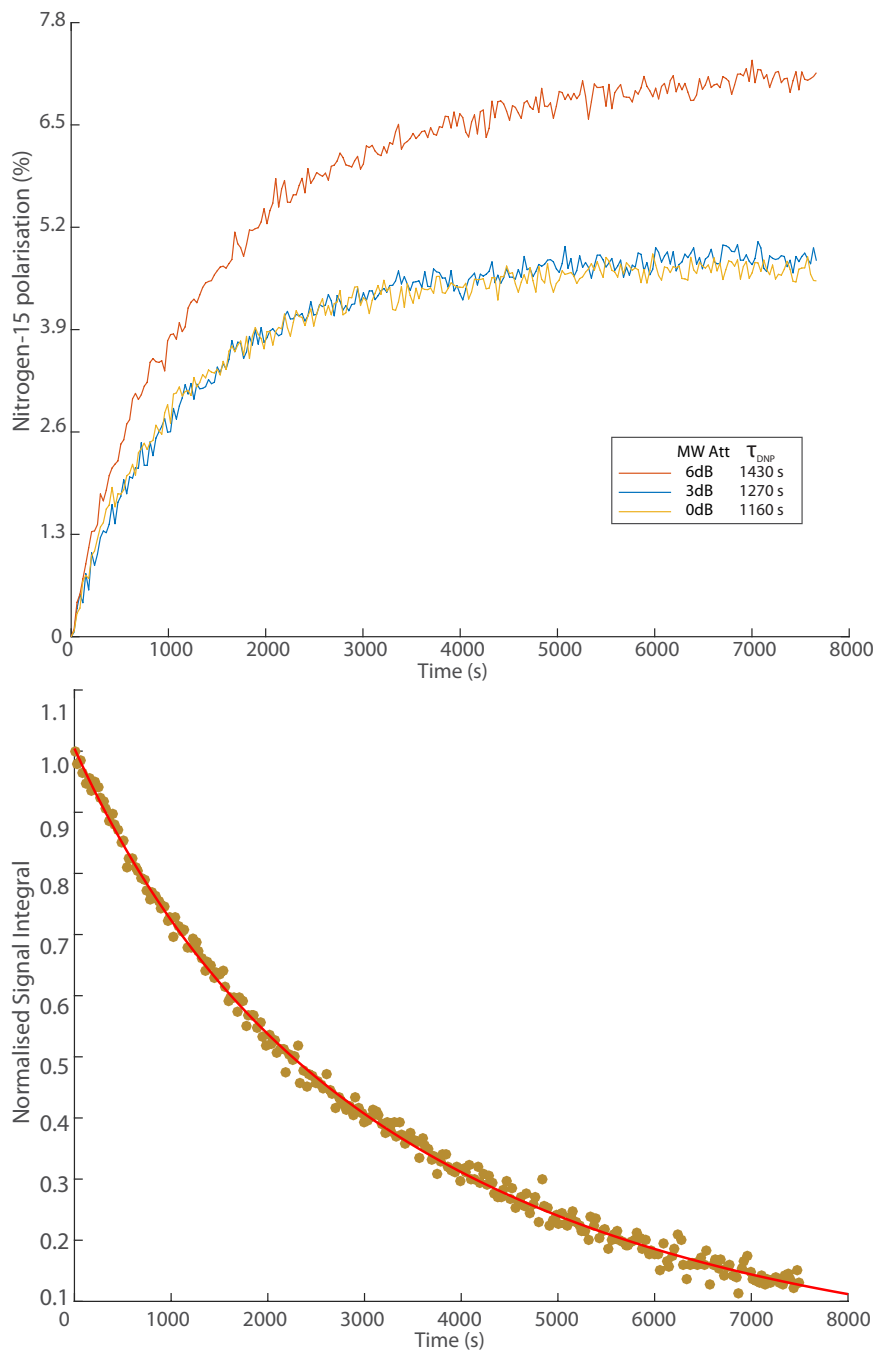 7.8
6.5
5.2
3.9
2.6
1.3
0
Nitrogen-15 polarisation (%)
MW Att τDNP
6dB 1430 s
3dB 1270 s
0dB 1160 s
0 1000 2000 3000 4000 5000 6000 7000 8000
Time (s)
1.1
1.0
0.9
0.8
0.7
0.6
0.5
0.4
0.3
0.2
0.1
Normalised Signal Integral
0 1000 2000 3000 4000 5000 6000 7000 8000
Time (s)